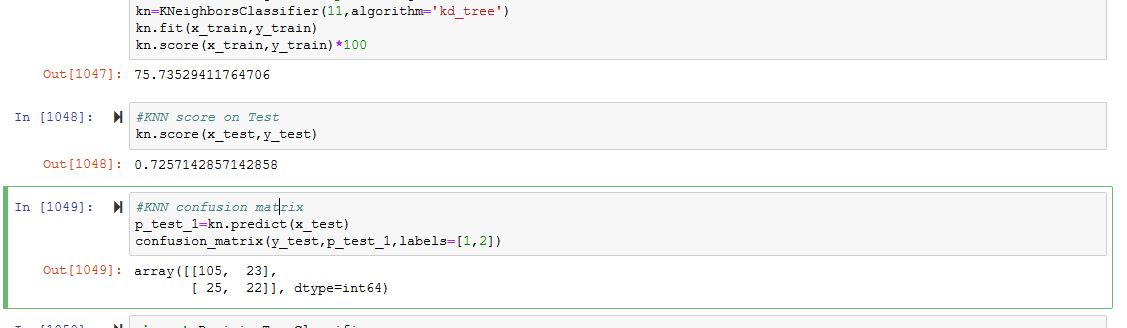 kn=KNeighborsClassifier(11,algorithm='kd_tree')
kn.fit(x_train,y_train)
kn.score(x_train,y_train)*100
Out[1047]: 75.73529411764706
In [1048]: #KNN score on Test
kn.score(x_test,y_test)
Out[1048]: 0.7257142857142858
In [1049]: #KNN confusion matrix
p_test_1=kn.predict(x_test)
confusion_matrix(y_test,p_test_1,labels=[1,2])
Out[1049]: array([[105,  23],
       [ 25,  22]], dtype=int64)